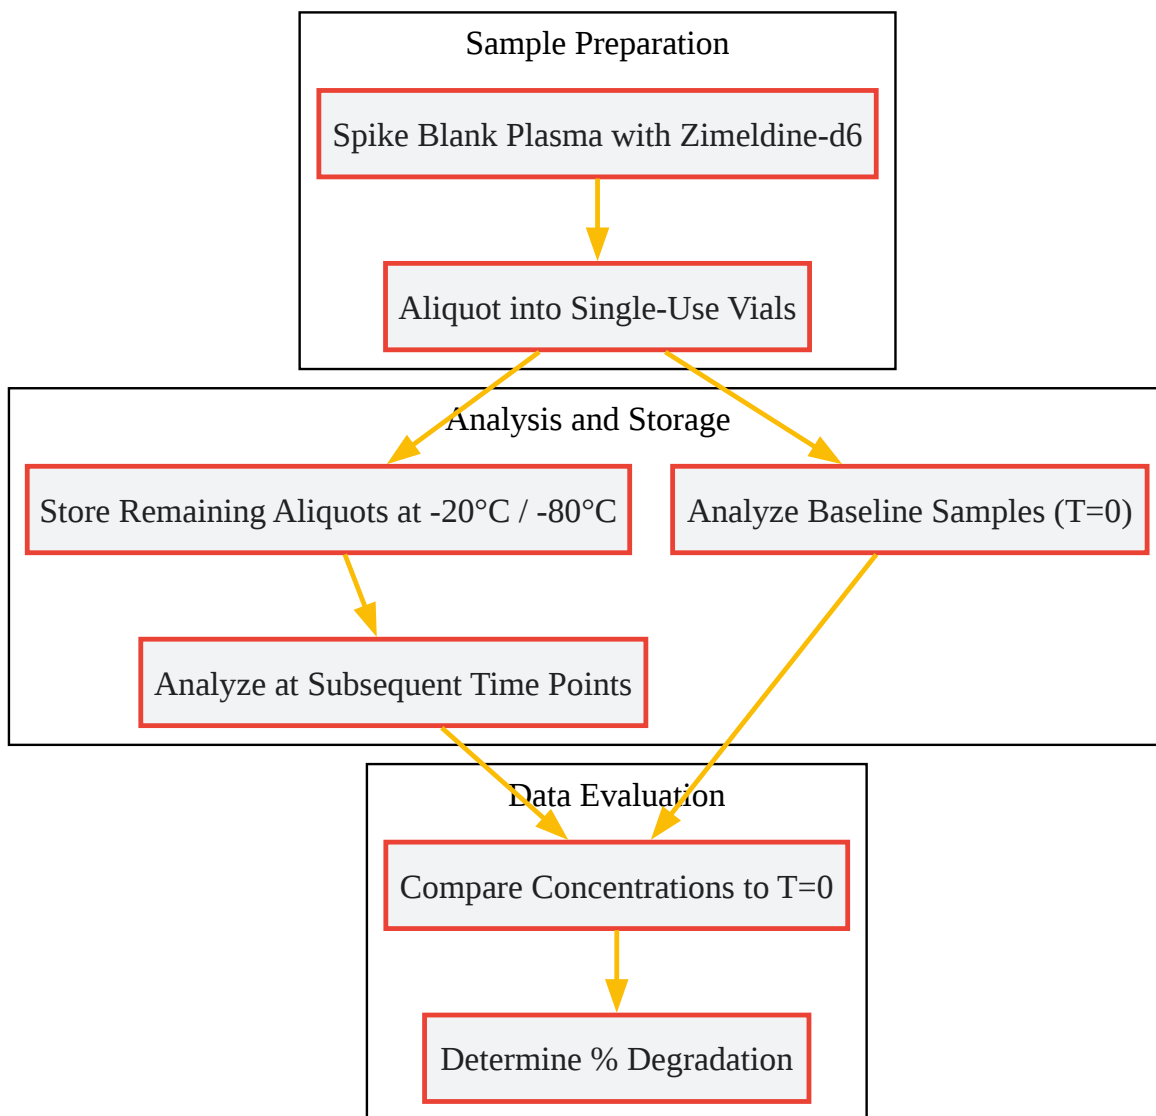 Sample Preparation
Spike Blank Plasma with Zimeldine-d6
Aliquot into Single-Use Vials
Analysis and Storage
Store Remaining Aliquots at -20°C / -80°C
Analyze Baseline Samples (T=0)
Analyze at Subsequent Time Points
Data Evaluation
Compare Concentrations to T=0
Determine % Degradation